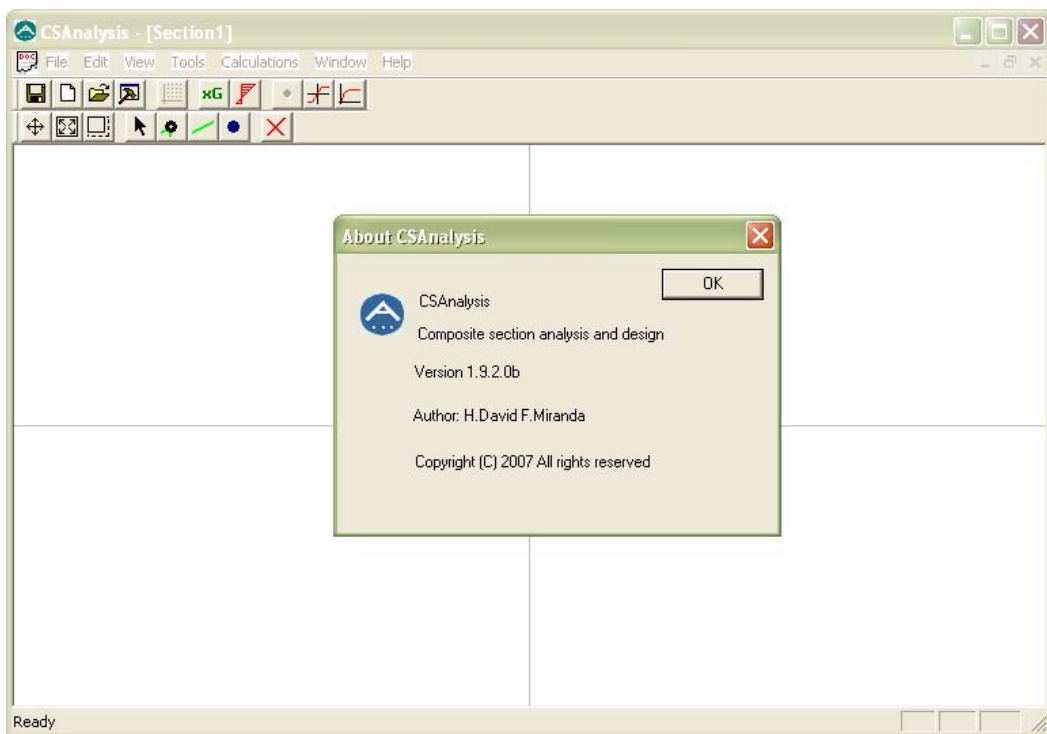 CSAnalysis - [Section1]
DOC File Edit View Tools Calculations Window Help
xG
About CSAnalysis
OK
CSAnalysis
Composite section analysis and design
Version 1.9.2.0b
Author: H.David F.Miranda
Copyright (C) 2007 All rights reserved
Ready